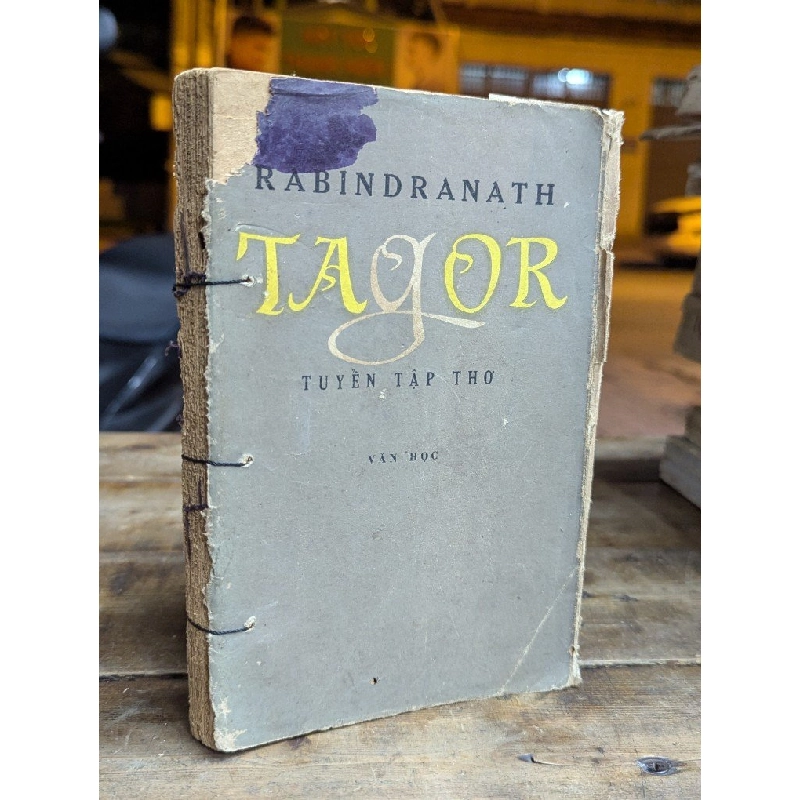 RABINDRANATH
TAgOR
TUYỂN TẬP THƠ
VĂN HỌC